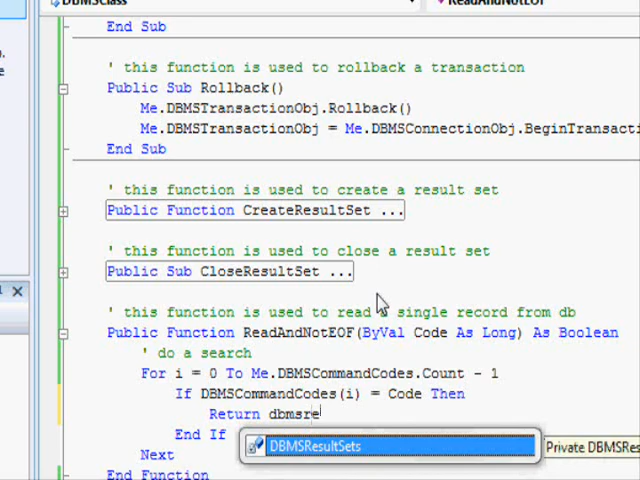 DBMSClass ReadAndNotEOF
End Sub
' this function is used to rollback a transaction
Public Sub Rollback()
Me.DBMSTransactionObj.Rollback()
Me.DBMSTransactionObj = Me.DBMSConnectionObj.BeginTransacti
End Sub
' this function is used to create a result set
Public Function CreateResultSet ...
' this function is used to close a result set
Public Sub CloseResultSet ...
' this function is used to read a single record from db
Public Function ReadAndNotEOF(ByVal Code As Long) As Boolean
' do a search
For i = 0 To Me.DBMSCommandCodes.Count - 1
If DBMSCommandCodes(i) = Code Then
Return dbmsre
End If
DBMSResultSets
Private DBMSRes
Next
End Function